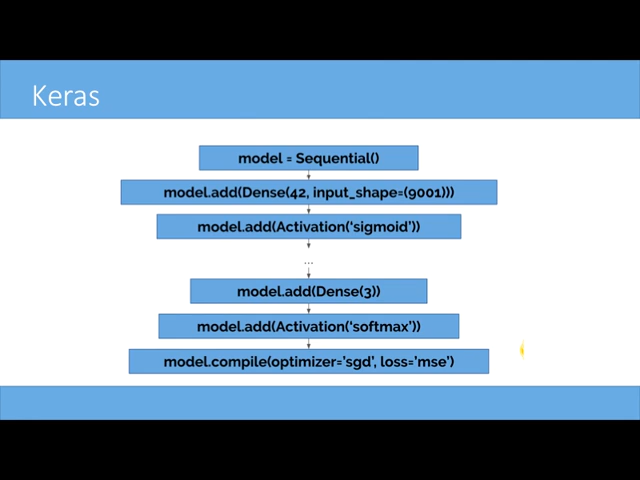 Keras
model = Sequential()
model.add(Dense(42, input_shape=(9001)))
model.add(Activation(‘sigmoid’))
...
model.add(Dense(3))
model.add(Activation(‘softmax’))
model.compile(optimizer=’sgd’, loss=’mse’)